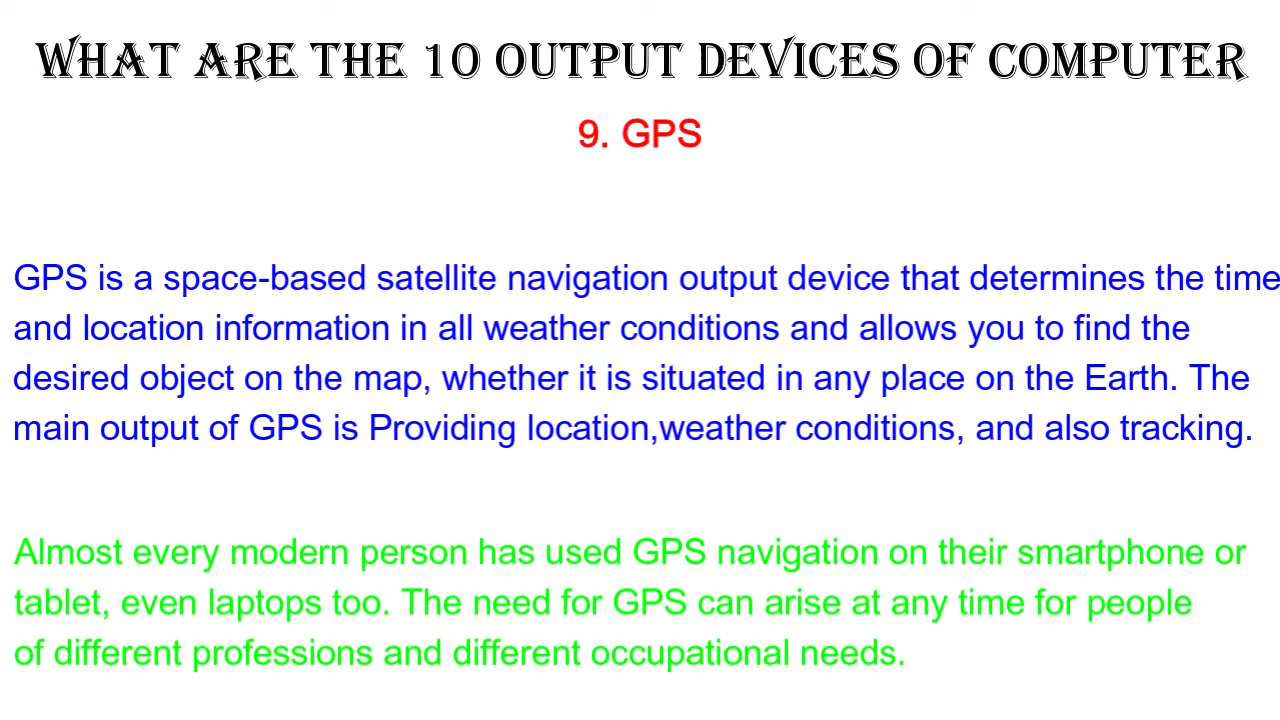 WHAT ARE THE 10 OUTPUT DEVICES OF COMPUTER
9. GPS
GPS is a space-based satellite navigation output device that determines the time
and location information in all weather conditions and allows you to find the
desired object on the map, whether it is situated in any place on the Earth. The
main output of GPS is Providing location,weather conditions, and also tracking.
Almost every modern person has used GPS navigation on their smartphone or
tablet, even laptops too. The need for GPS can arise at any time for people
of different professions and different occupational needs.